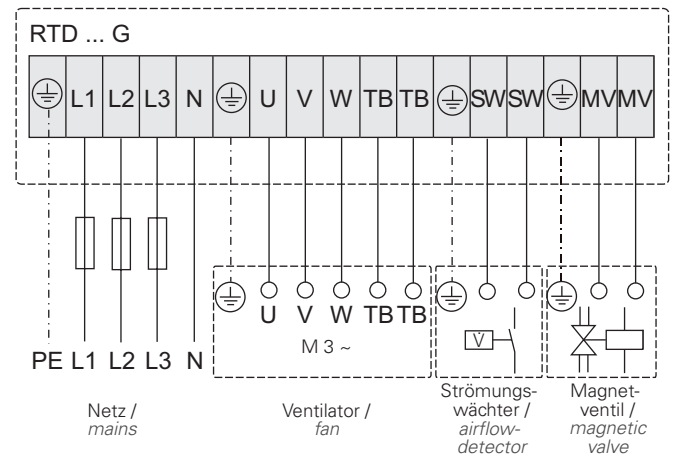 RTD ... G
L1 L2 L3 N U V W TB TB SW SW MV MV
U V W TB TB
M 3 ~
V̇
PE L1 L2 L3 N
Netz /
mains
Ventilator /
fan
Strömungs-
wächter /
airflow-
detector
Magnet-
ventil /
magnetic
valve